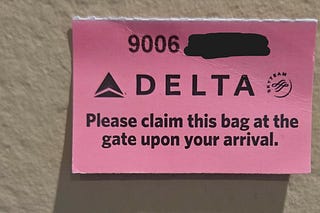 9006
DELTA SKYTEAM
Please claim this bag at the
gate upon your arrival.